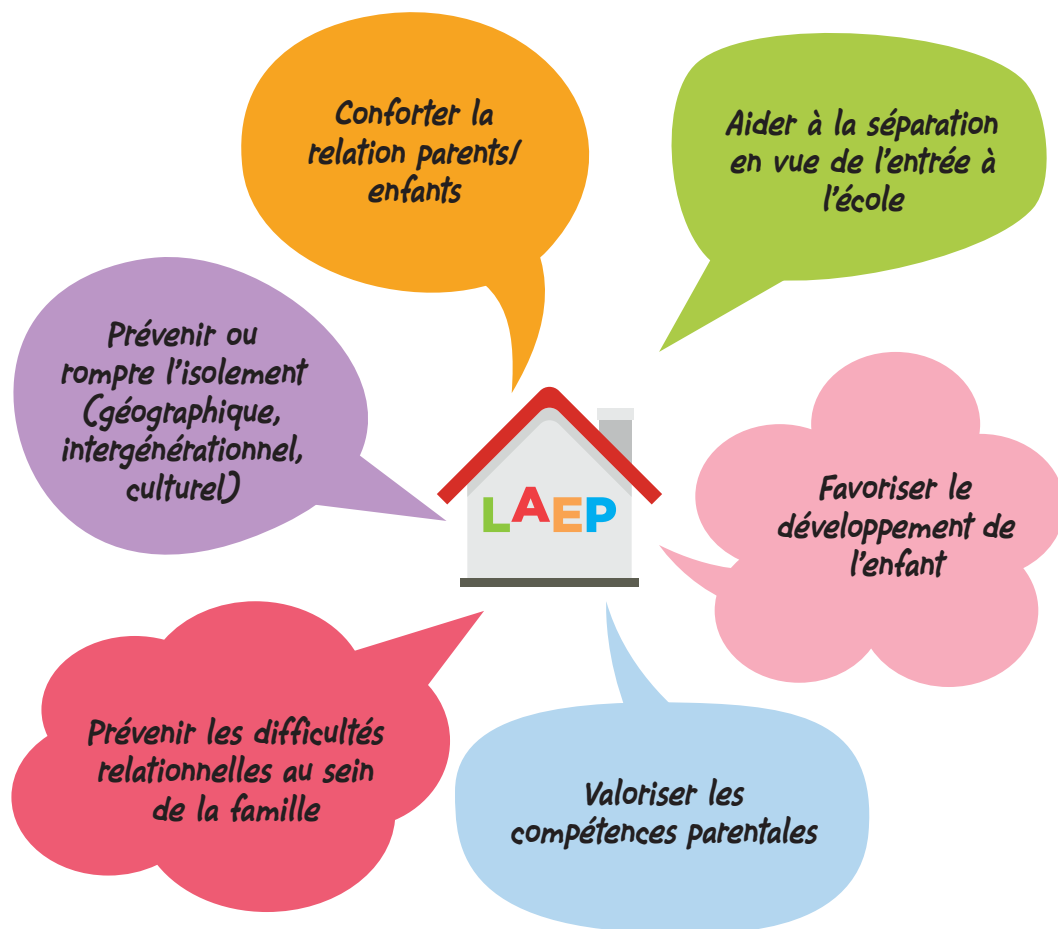 Conforter la
relation parents/
enfants
Aider à la séparation
en vue de l'entrée à
l'école
Prévenir ou
rompre l'isolement
(géographique,
intergénérationnel,
culturel)
LAEP
Favoriser le
développement de
l'enfant
Prévenir les difficultés
relationnelles au sein
de la famille
Valoriser les
compétences parentales